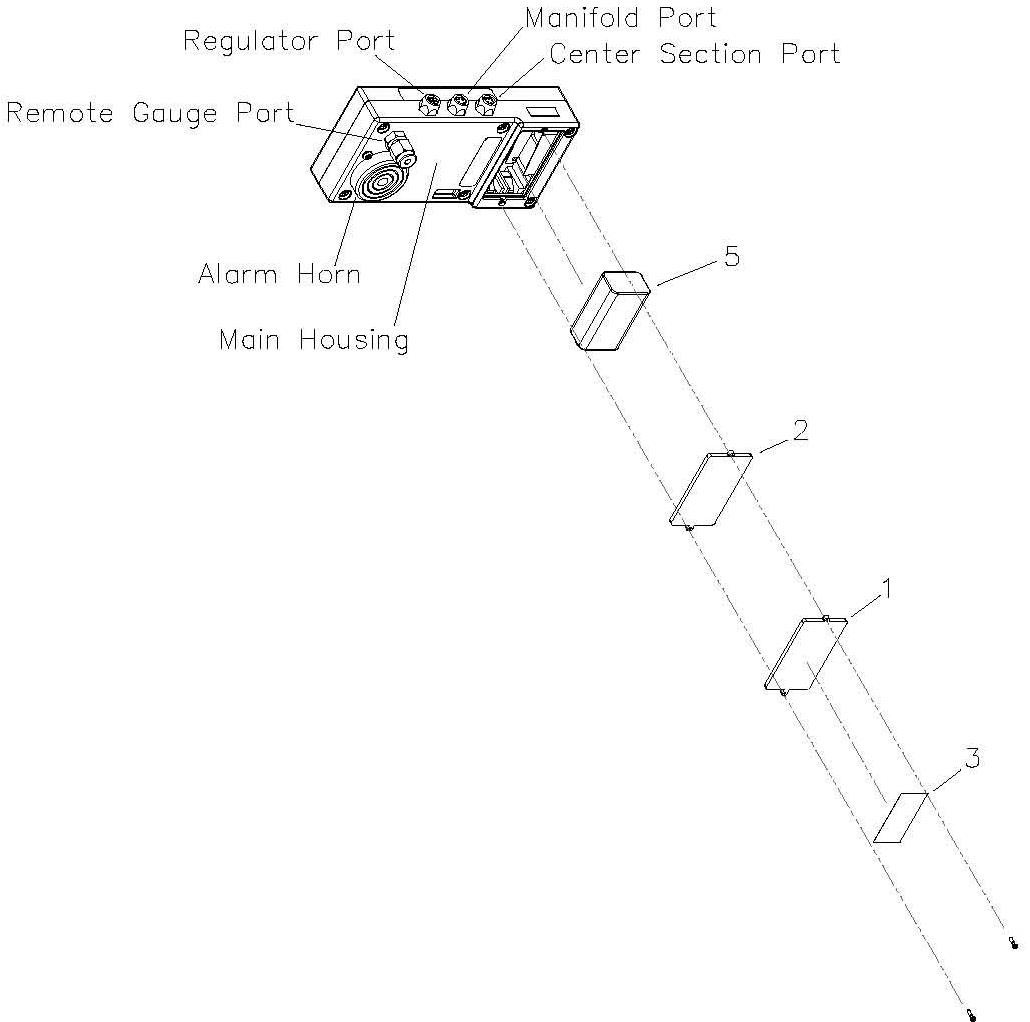 Manifold Port
Regulator Port
Center Section Port
Remote Gauge Port
5
Alarm Horn
Main Housing
2
1
3